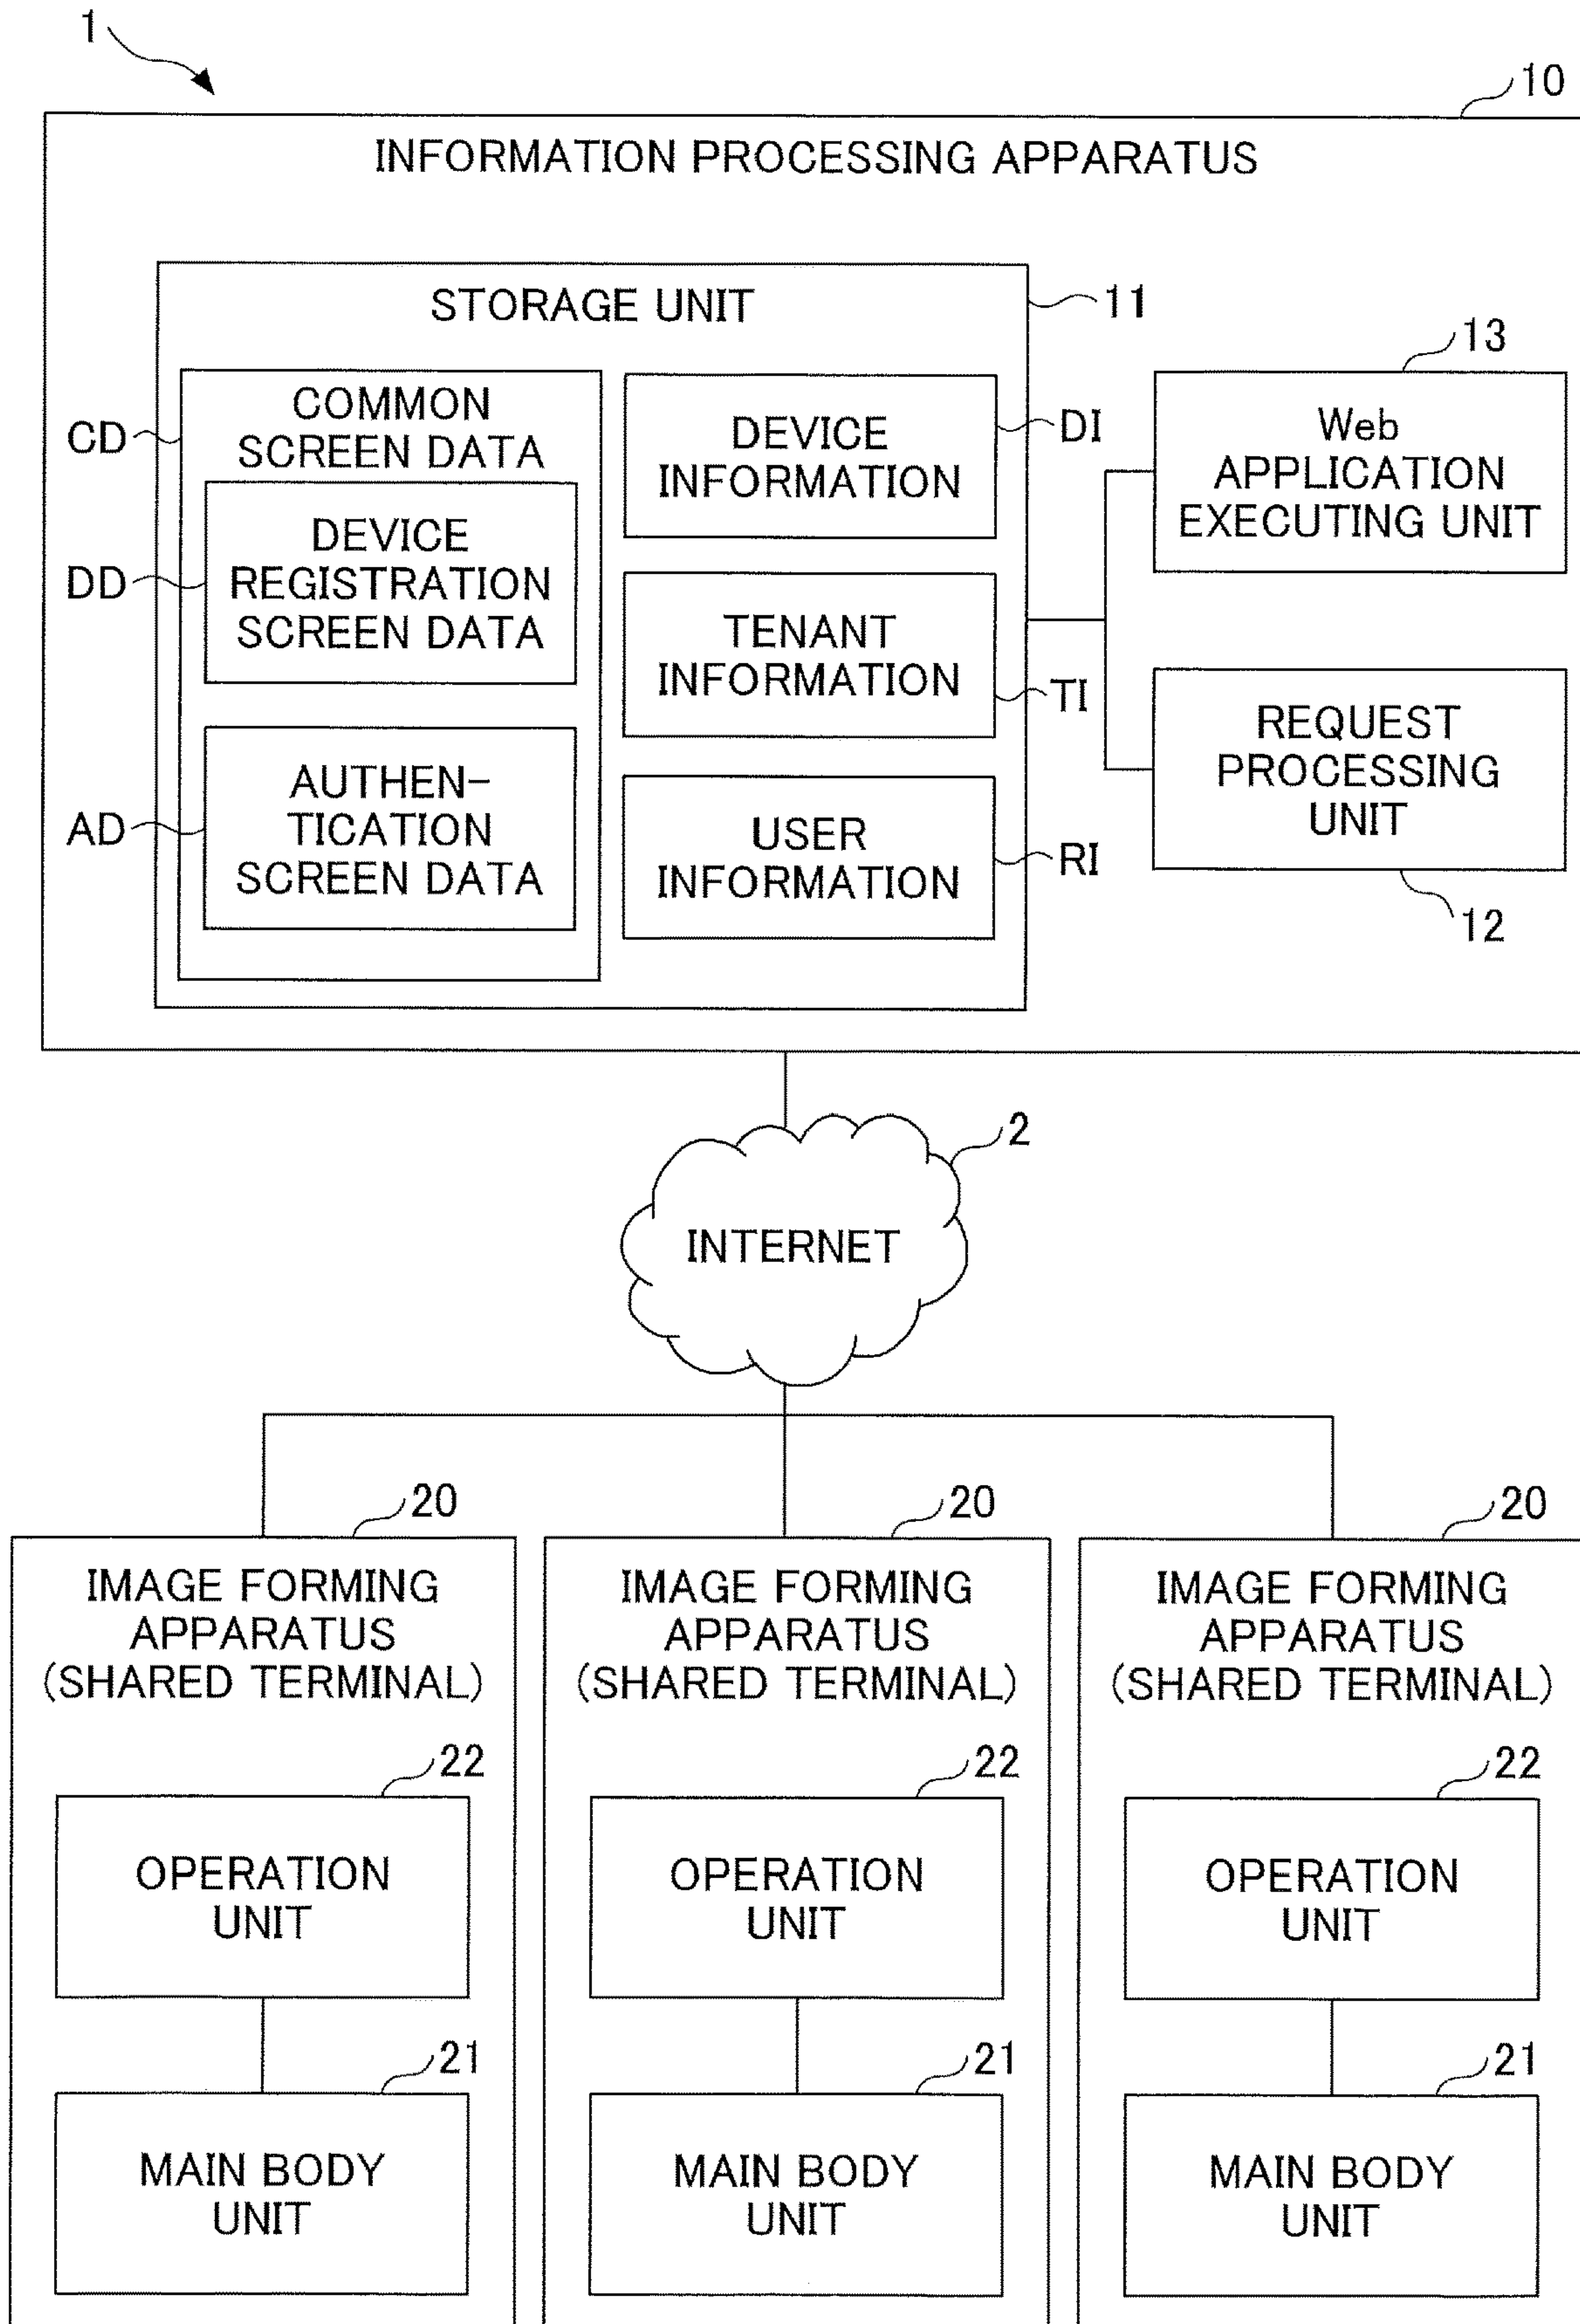 1
10
INFORMATION PROCESSING APPARATUS
STORAGE UNIT
11
CD
COMMON
SCREEN DATA
DD
DEVICE
REGISTRATION
SCREEN DATA
AD
AUTHEN-
TICATION
SCREEN DATA
DEVICE
INFORMATION
DI
TENANT
INFORMATION
TI
USER
INFORMATION
RI
13
Web
APPLICATION
EXECUTING UNIT
REQUEST
PROCESSING
UNIT
12
2
INTERNET
20
IMAGE FORMING
APPARATUS
(SHARED TERMINAL)
22
OPERATION
UNIT
21
MAIN BODY
UNIT
20
IMAGE FORMING
APPARATUS
(SHARED TERMINAL)
22
OPERATION
UNIT
21
MAIN BODY
UNIT
20
IMAGE FORMING
APPARATUS
(SHARED TERMINAL)
22
OPERATION
UNIT
21
MAIN BODY
UNIT